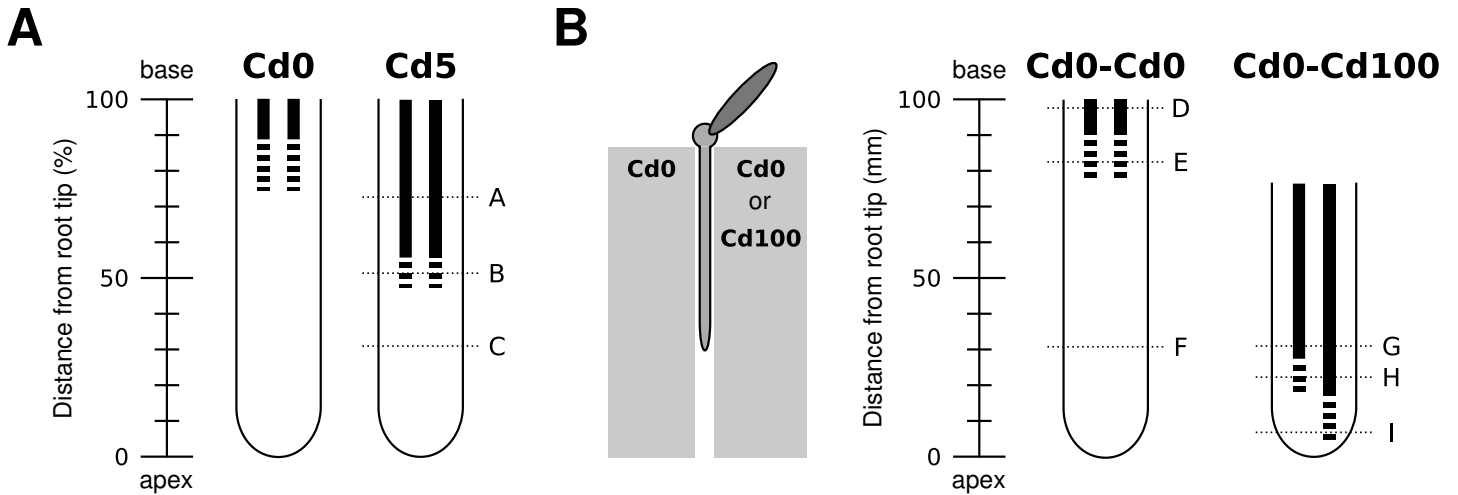 A
Cd0
Cd5
base
100
50
0
apex
Distance from root tip (%)
A
B
C
B
Cd0
Cd0
or
Cd100
Cd0-Cd0
Cd0-Cd100
base
100
50
0
apex
Distance from root tip (mm)
D
E
F
G
H
I